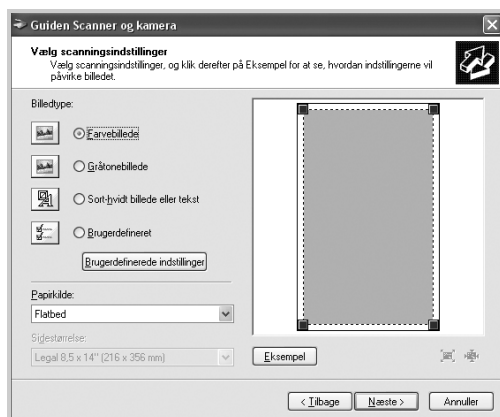 Guiden Scanner og kamera
Vælg scanningsindstillinger
Vælg scanningsindstillinger, og klik derefter på Eksempel for at se, hvordan indstillingerne vil
påvirke billedet.
Billedtype:
Farvebillede
Gråtonebillede
Sort-hvidt billede eller tekst
Brugerdefineret
Brugerdefinerede indstillinger
Papirkilde:
Flatbed
Sidestørrelse:
Legal 8,5 x 14" (216 x 356 mm)
Eksempel
< Tilbage
Næste >
Annuller